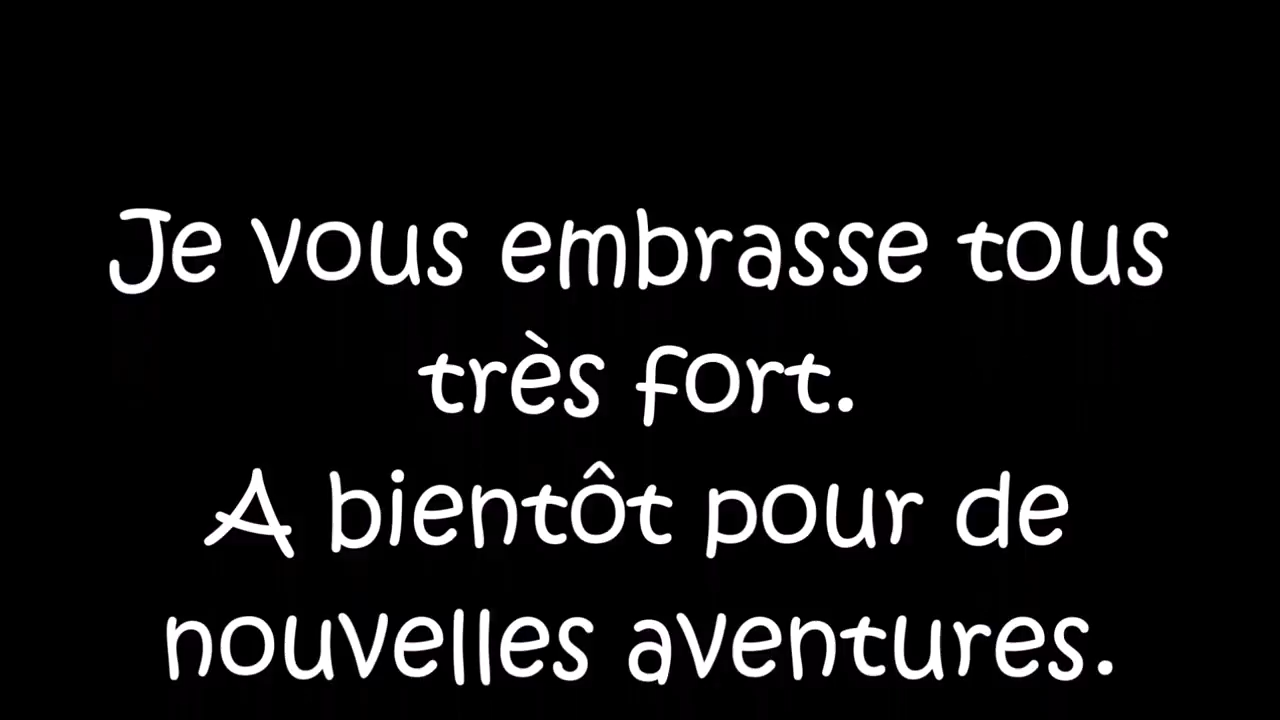 Je vous embrasse tous
très fort.
A bientôt pour de
nouvelles aventures.